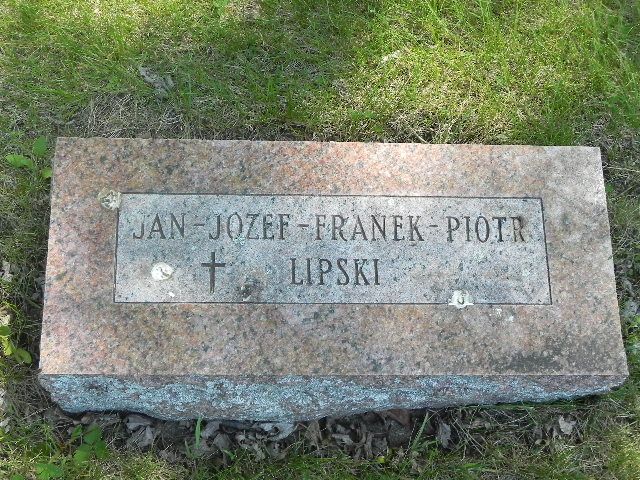 JAN - JOZEF - FRANEK - PIOTR
LIPSKI